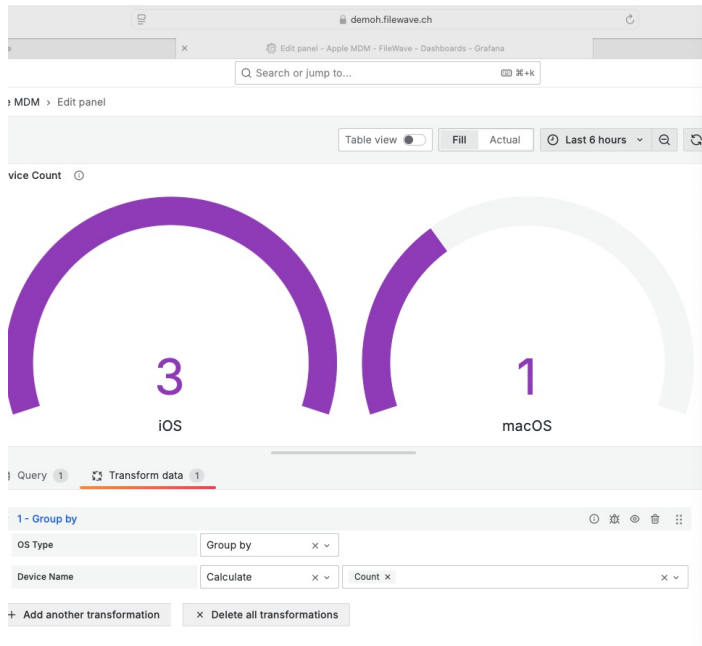 demoh.filewave.ch
Edit panel - Apple MDM - FileWave - Dashboards - Grafana
Search or jump to... ⌘+k
MDM › Edit panel
Table view Fill Actual Last 6 hours
vice Count
3
iOS
1
macOS
Query 1 Transform data 1
1 - Group by
OS Type Group by
Device Name Calculate Count
+ Add another transformation × Delete all transformations